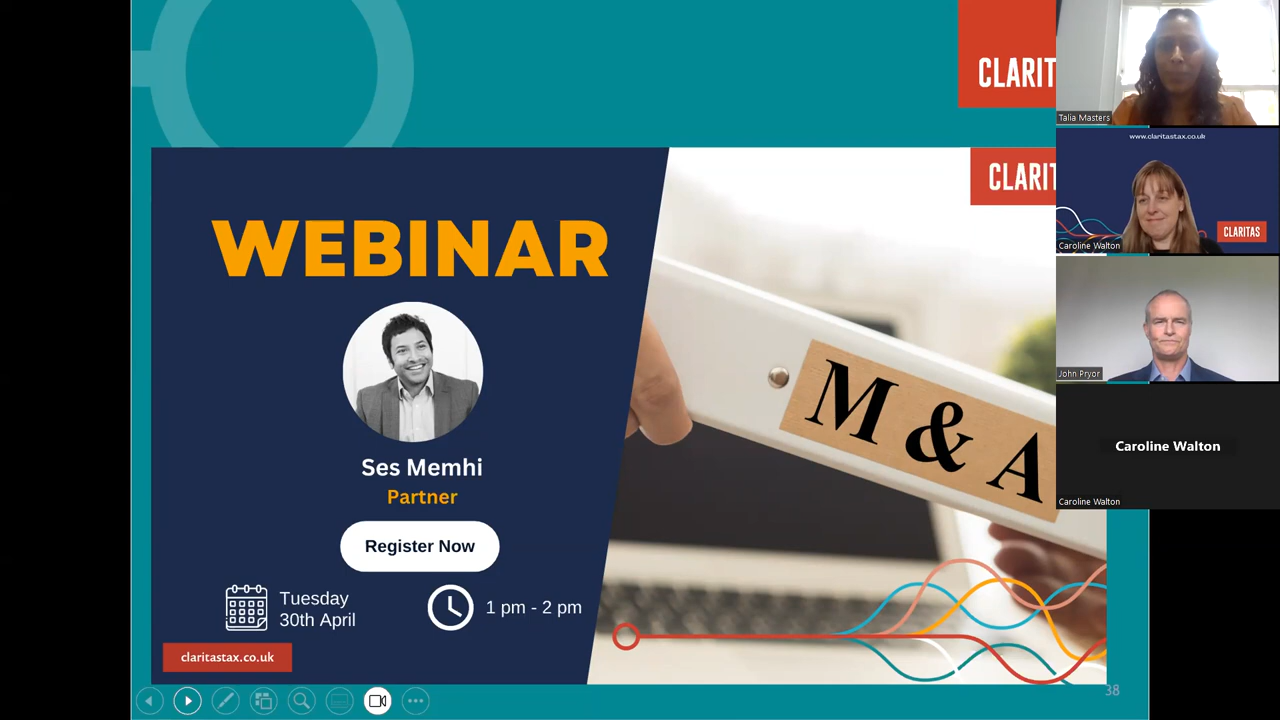 CLARIT
CLARIT
WEBINAR
Ses Memhi
Partner
Register Now
Tuesday
30th April
1 pm - 2 pm
claritastax.co.uk
M & A
38
Talia Masters
www.claritastax.co.uk
CLARITAS
Caroline Walton
John Pryor
Caroline Walton
Caroline Walton